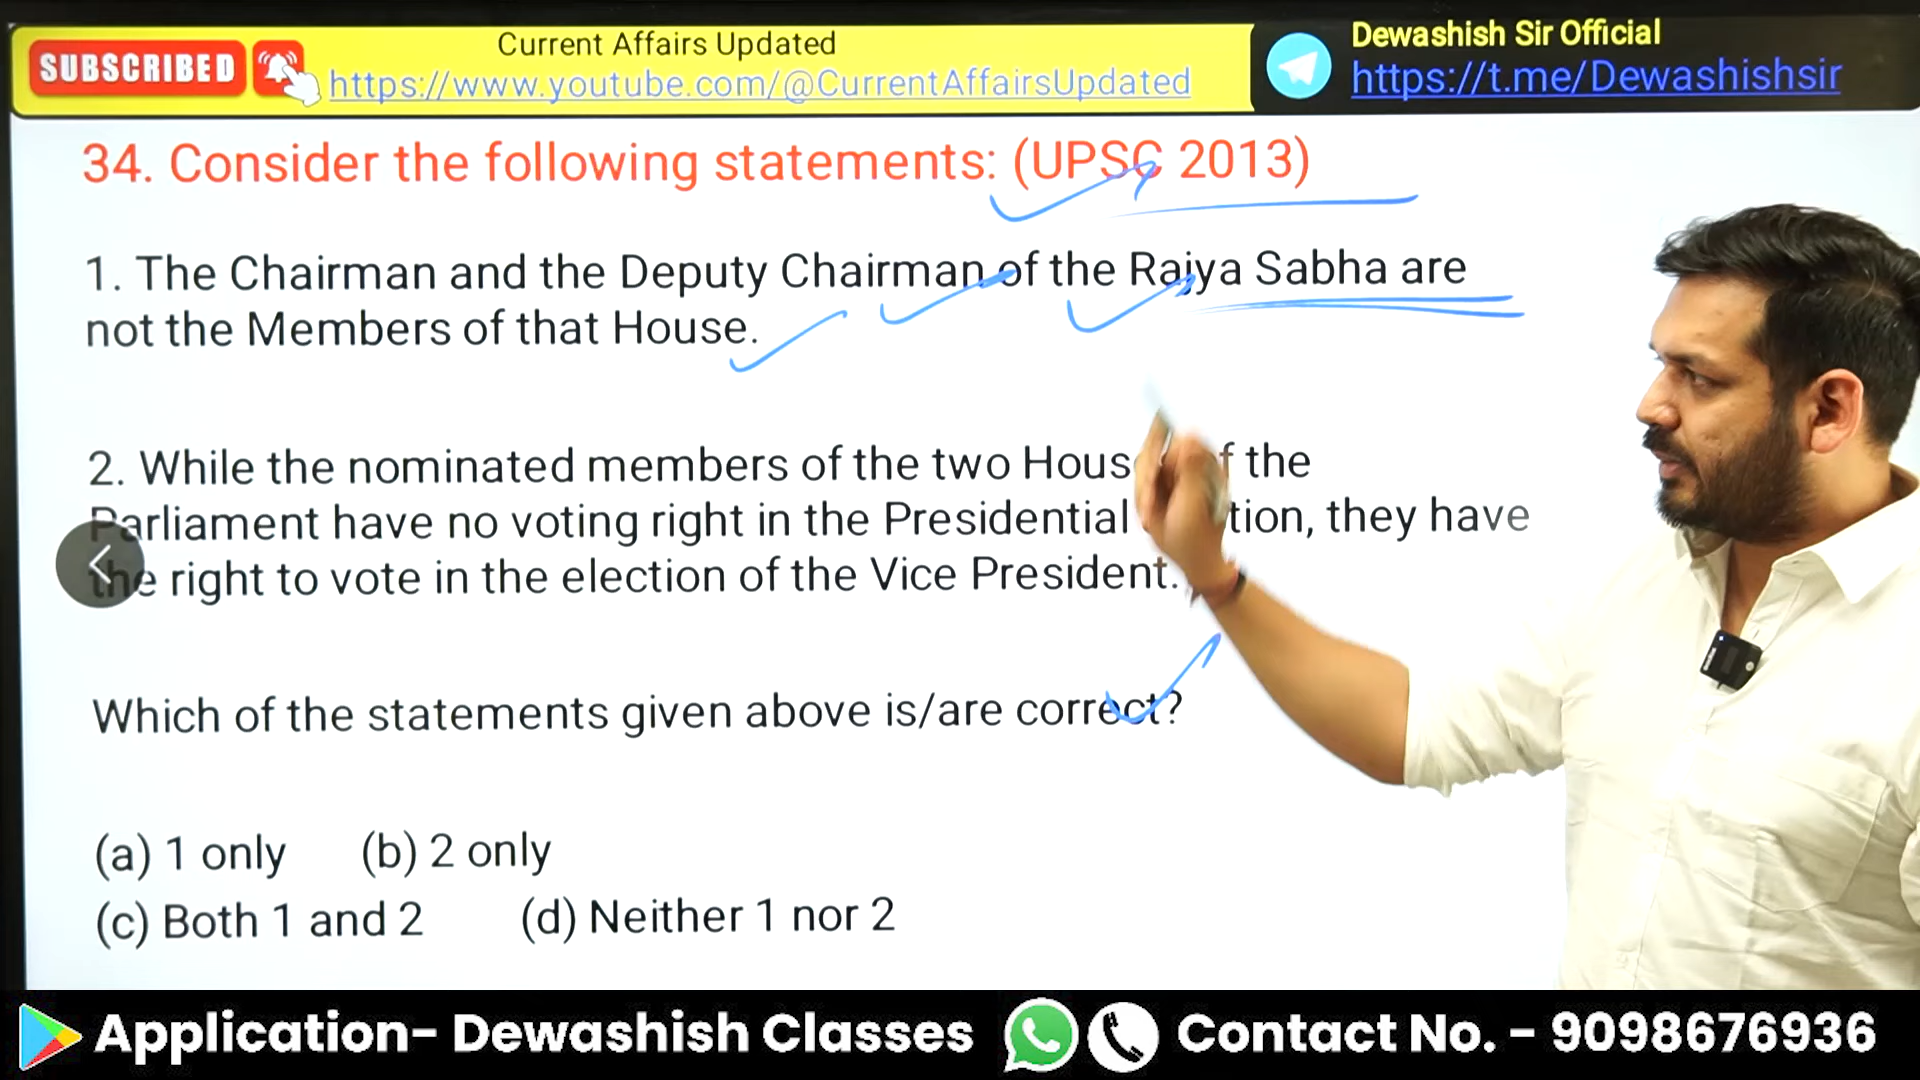 SUBSCRIBED
Current Affairs Updated
https://www.youtube.com/@CurrentAffairsUpdated
Dewashish Sir Official
https://t.me/Dewashishsir
34. Consider the following statements: (UPSC 2013)
1. The Chairman and the Deputy Chairman of the Rajya Sabha are
not the Members of that House.
2. While the nominated members of the two Hous f the
Parliament have no voting right in the Presidential tion, they have
the right to vote in the election of the Vice President.
Which of the statements given above is/are correct?
(a) 1 only (b) 2 only
(c) Both 1 and 2 (d) Neither 1 nor 2
Application- Dewashish Classes
Contact No. - 9098676936